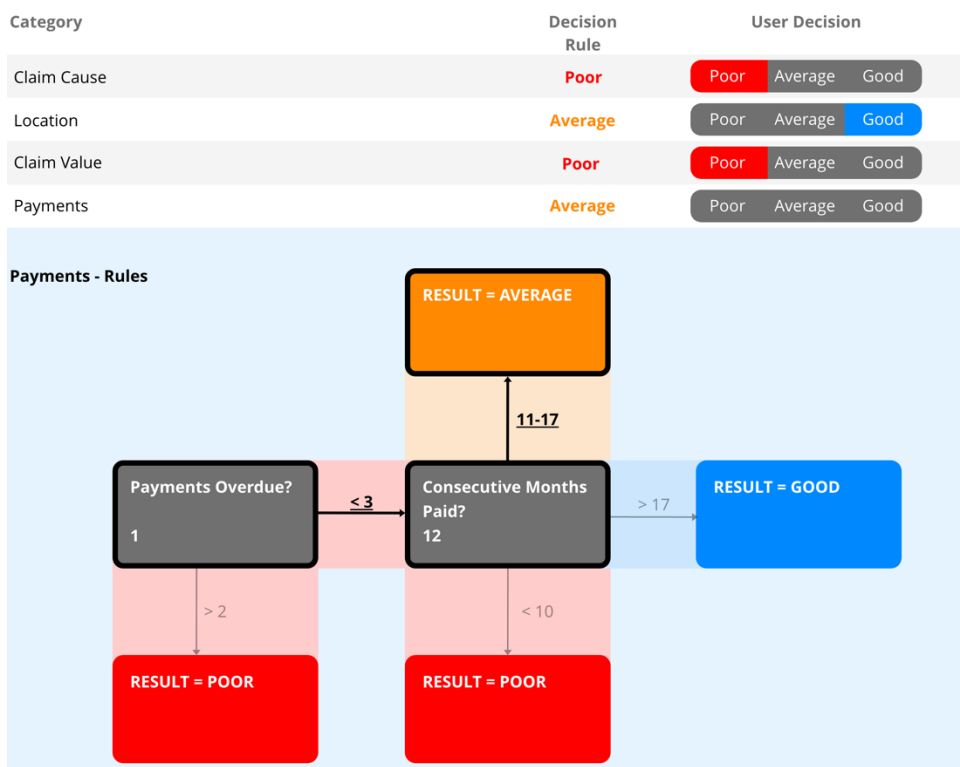 Category Decision User Decision
Rule
Claim Cause Poor Poor Average Good
Location Average Poor Average Good
Claim Value Poor Poor Average Good
Payments Average Poor Average Good
Payments - Rules
RESULT = AVERAGE
11-17
Payments Overdue?
1
< 3
Consecutive Months
Paid?
12
> 17
RESULT = GOOD
> 2
< 10
RESULT = POOR
RESULT = POOR